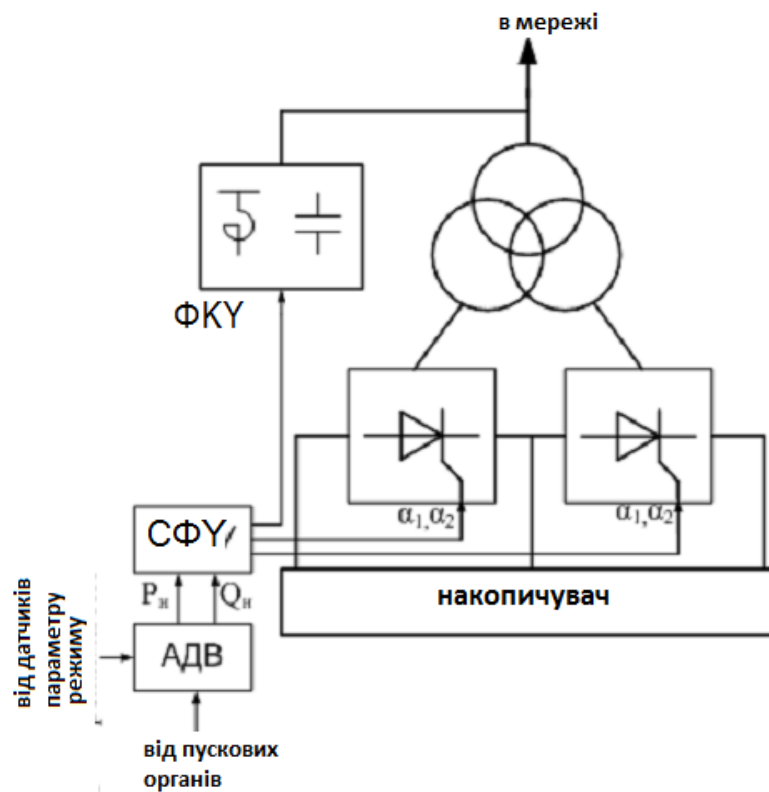 в мережі
ФКУ
α₁,α₂
α₁,α₂
СФУ
Pн
Qн
накопичувач
АДВ
від датчиків
параметру
режиму
від пускових
органів